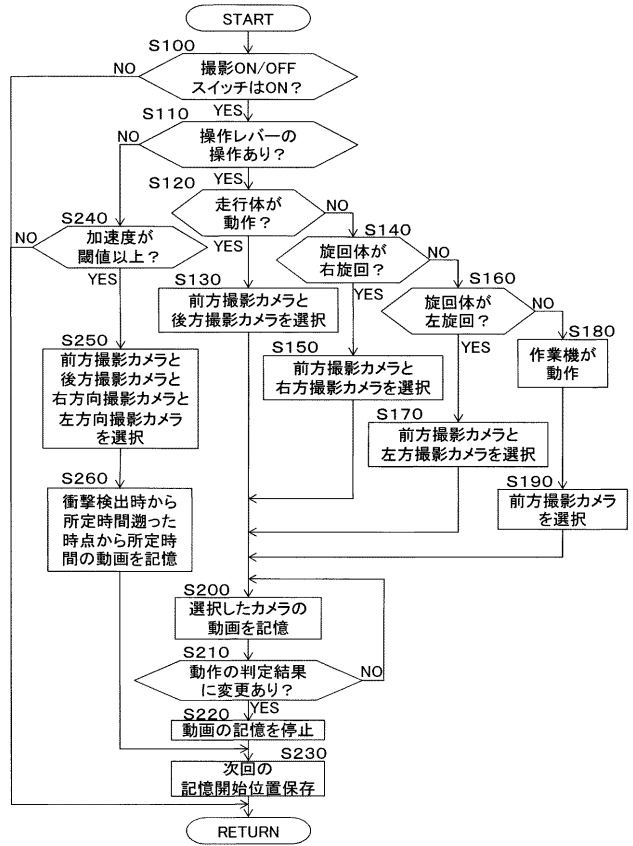 START
S100
NO
撮影ON/OFF
スイッチはON？
YES
S110
NO
操作レバーの
操作あり？
YES
S120
走行体が
動作？
NO
YES
S240
NO
加速度が
閾値以上？
YES
S140
旋回体が
右旋回？
NO
YES
S130
前方撮影カメラと
後方撮影カメラを選択
S160
旋回体が
左旋回？
NO
YES
S180
作業機が
動作
S150
前方撮影カメラと
右方撮影カメラを選択
S250
前方撮影カメラと
後方撮影カメラと
右方向撮影カメラと
左方向撮影カメラ
を選択
S170
前方撮影カメラと
左方撮影カメラを選択
S190
前方撮影カメラ
を選択
S260
衝撃検出時から
所定時間遡った
時点から所定時
間の動画を記憶
S200
選択したカメラの
動画を記憶
S210
動作の判定結果
に変更あり？
NO
YES
S220
動画の記憶を停止
S230
次回の
記憶開始位置保存
RETURN